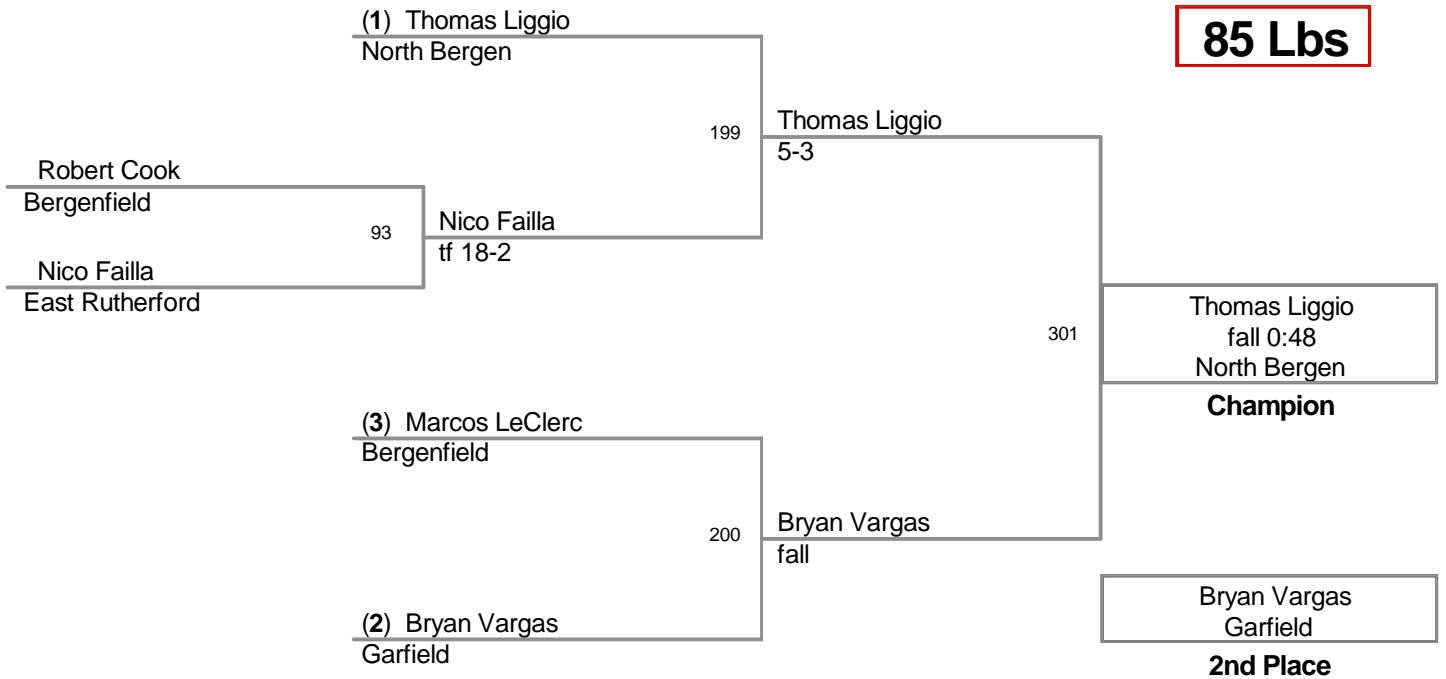 (1) Thomas Liggio
North Bergen
85 Lbs
199
Thomas Liggio
5-3
Robert Cook
Bergenfield
93
Nico Failla
tf 18-2
Nico Failla
East Rutherford
301
Thomas Liggio
fall 0:48
North Bergen
Champion
(3) Marcos LeClerc
Bergenfield
200
Bryan Vargas
fall
(2) Bryan Vargas
Garfield
Bryan Vargas
Garfield
2nd Place